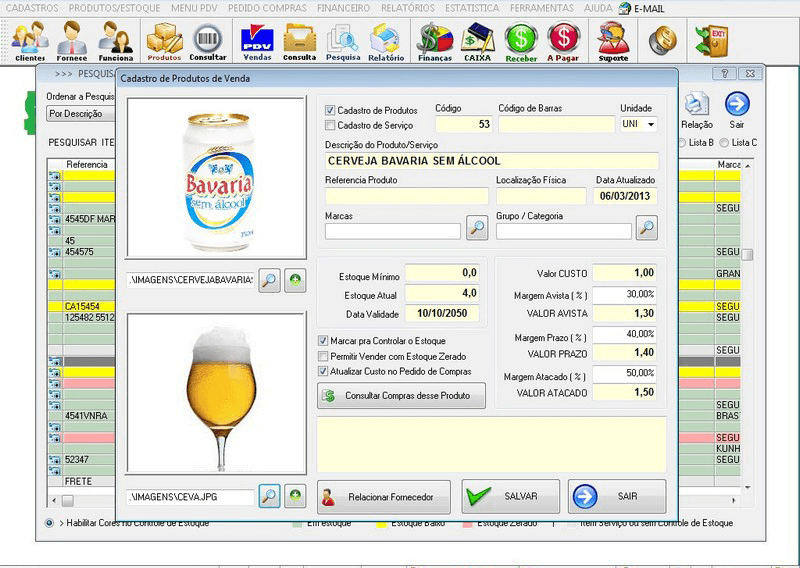 CADASTROS PRODUTOS/ESTOQUE MENU PDV PEDIDO COMPRAS FINANCEIRO RELATÓRIOS ESTATISTICA FERRAMENTAS AJUDA E-MAIL
PDV
EXIT
Clientes Fornece Funciona Produtos Consultar Vendas Consulta Pesquisa Relatório Finanças CAIXA Receber A Pagar Suporte
>>> PESQUISA
Cadastro de Produtos de Venda
Ordenar a Pesquis
Por Descrição
PESQUISAR ITE
Relação Sair
Lista B Lista C
Referencia
Marca
4545DF MAR
45
454575
CA15454
125482 5512
4541VNRA
52347
FRETE
SEGU
SEGU
GRAN
SEGU
SEGU
SEGU
SEGU
BRAS
SEGU
KUNH
SEGU
Bavaria
sem álcool
350ml
.\IMAGENS\CERVEJABAVARIA
.\IMAGENS\CEVA.JPG
Cadastro de Produtos
Cadastro de Serviço
Código
53
Código de Barras
Unidade
UNI
Descrição do Produto/Serviço
CERVEJA BAVARIA SEM ÁLCOOL
Referencia Produto
Localização Física
Data Atualizado
06/03/2013
Marcas
Grupo / Categoria
Estoque Mínimo 0,0
Estoque Atual 4,0
Data Validade 10/10/2050
Valor CUSTO 1,00
Margem Avista ( % ) 30,00%
VALOR AVISTA 1,30
Margem Prazo ( % ) 40,00%
VALOR PRAZO 1,40
Margem Atacado ( % ) 50,00%
VALOR ATACADO 1,50
Marcar pra Controlar o Estoque
Permitir Vender com Estoque Zerado
Atualizar Custo no Pedido de Compras
Consultar Compras desse Produto
Relacionar Fornecedor
SALVAR
SAIR
> Habilitar Cores no Controle de Estoque Em estoque Estoque Baixo Estoque Zerado Item Serviço ou sem Controle de Estoque